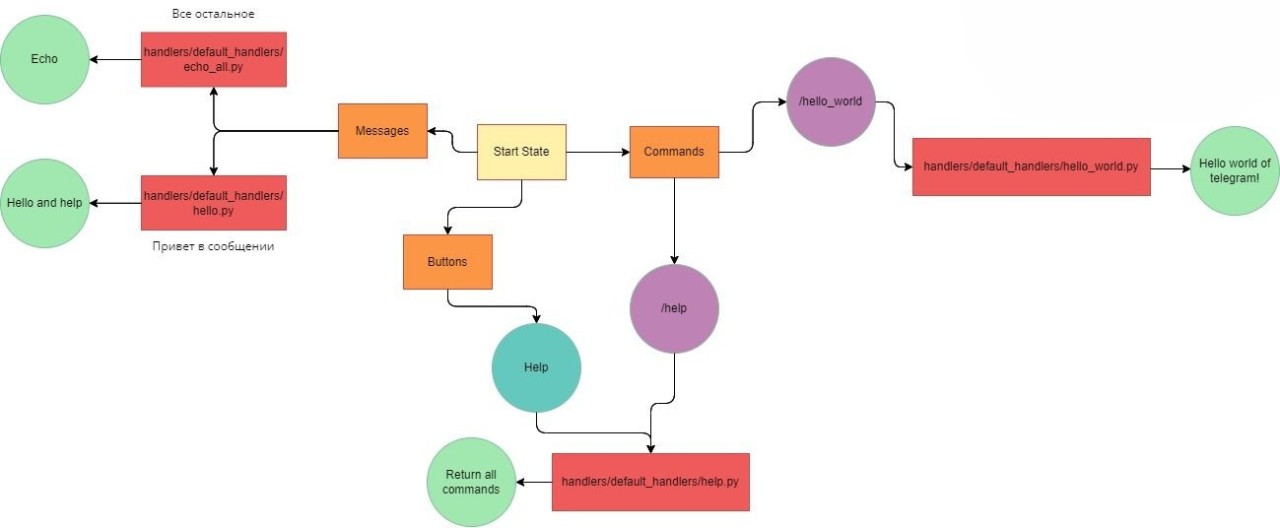 Все остальное
Echo
handlers/default_handlers/
echo_all.py
Messages
Start State
Commands
/hello_world
handlers/default_handlers/hello_world.py
Hello world of
telegram!
Hello and help
handlers/default_handlers/
hello.py
Привет в сообщении
Buttons
/help
Help
Return all
commands
handlers/default_handlers/help.py